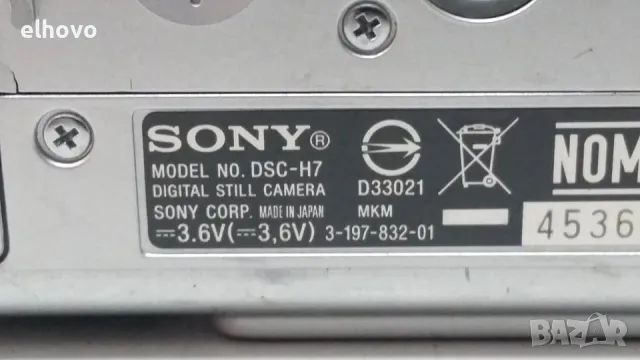 elhovo
SONY®
MODEL NO. DSC-H7
DIGITAL STILL CAMERA
SONY CORP. MADE IN JAPAN
⎓3.6V(⎓3,6V) 3-197-832-01
D33021
MKM
NOM
4536
BAZAR